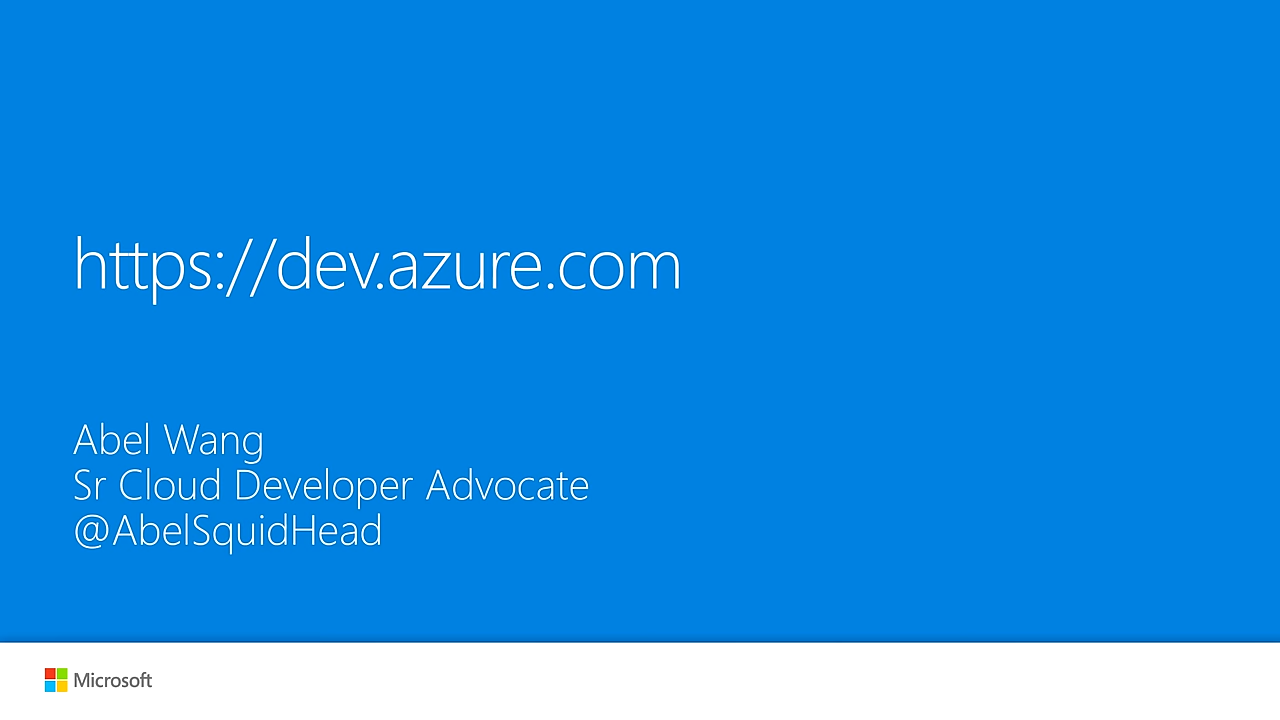 https://dev.azure.com
Abel Wang
Sr Cloud Developer Advocate
@AbelSquidHead
Microsoft